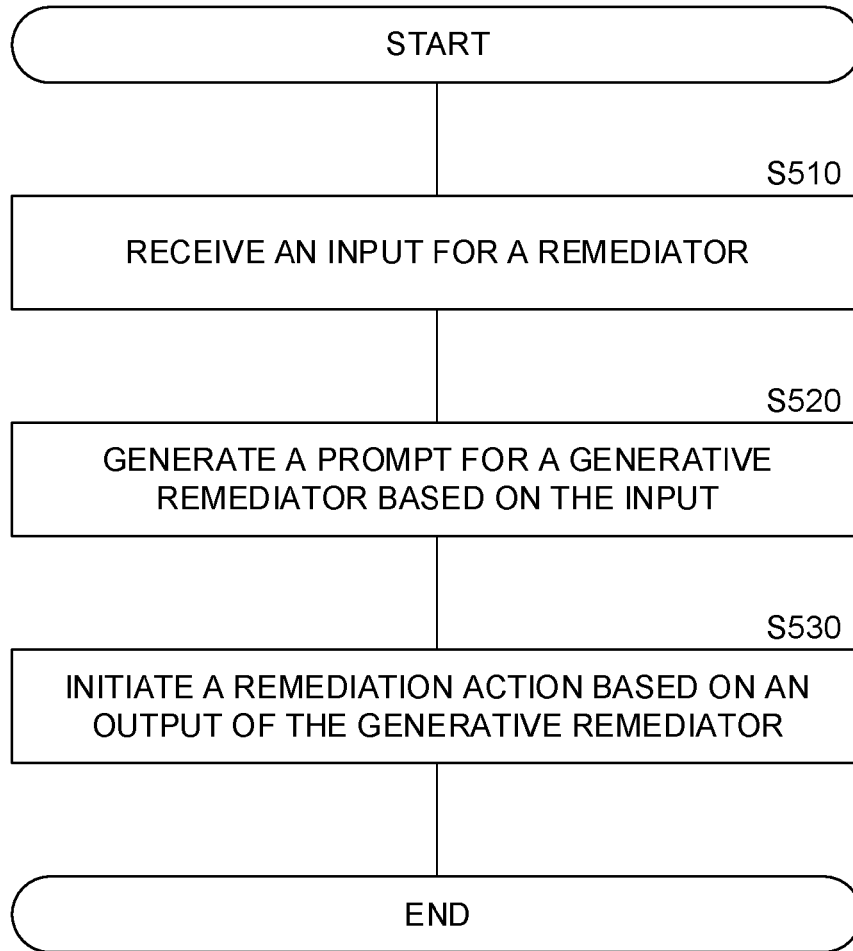 START
S510
RECEIVE AN INPUT FOR A REMEDIATOR
S520
GENERATE A PROMPT FOR A GENERATIVE
REMEDIATOR BASED ON THE INPUT
S530
INITIATE A REMEDIATION ACTION BASED ON AN
OUTPUT OF THE GENERATIVE REMEDIATOR
END